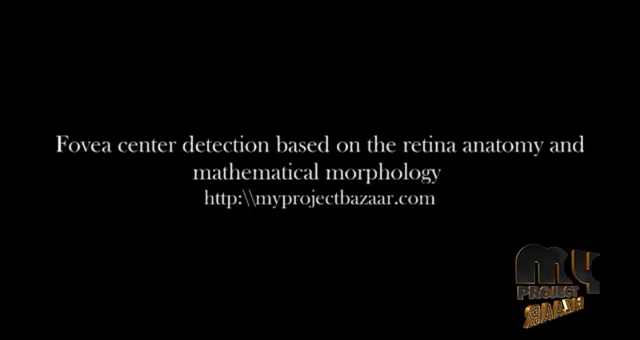 Fovea center detection based on the retina anatomy and
mathematical morphology
http:\\myprojectbazaar.com
MY
PROJECT
BAZAAR